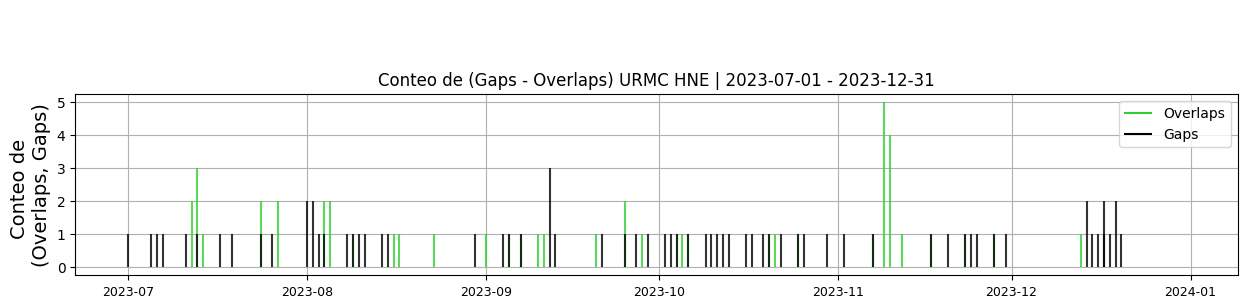 Conteo de (Gaps - Overlaps) URMC HNE | 2023-07-01 - 2023-12-31
Conteo de
(Overlaps, Gaps)
5
4
3
2
1
0
Overlaps
Gaps
2023-07 2023-08 2023-09 2023-10 2023-11 2023-12 2024-01